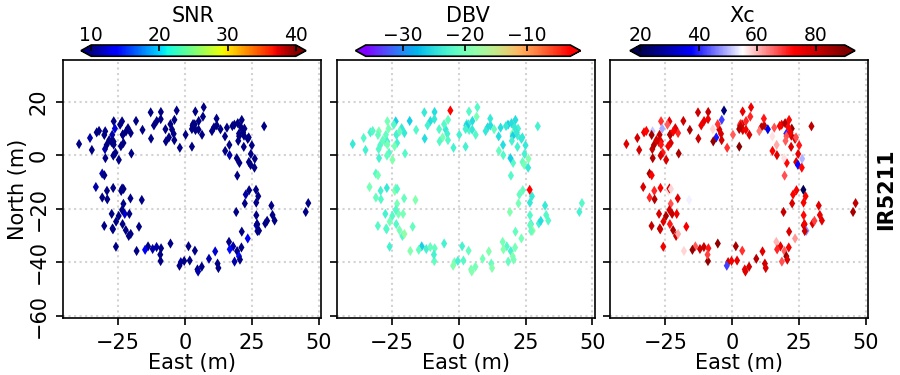 SNR DBV Xc
10 20 30 40 −30 −20 −10 20 40 60 80
20
0
−20
−40
−60
North (m)
−25 0 25 50 −25 0 25 50 −25 0 25 50
East (m) East (m) East (m)
IR5211